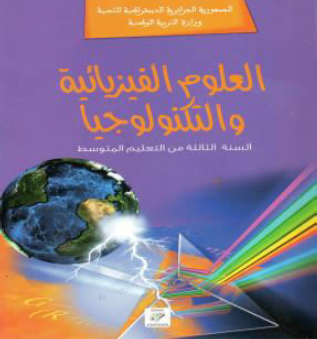 الجمهورية الجزائرية الديمقراطية الشعبية
وزارة التربية الوطنية
العلوم الفيزيائية
والتكنولوجيا
السنة الثالثة من التعليم المتوسط